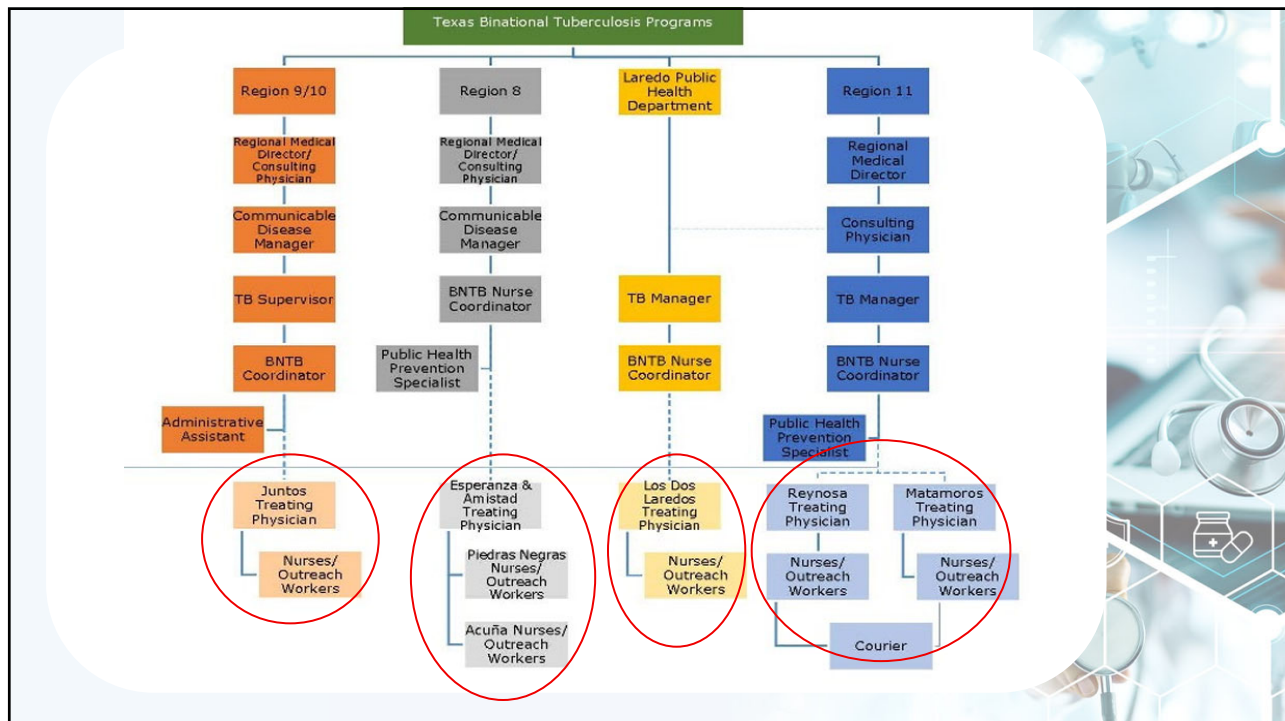 Texas Binational Tuberculosis Programs
Region 9/10
Regional Medical
Director/
Consulting
Physician
Communicable
Disease
Manager
TB Supervisor
BNTB
Coordinator
Administrative
Assistant
Juntos
Treating
Physician
Nurses/
Outreach
Workers
Region 8
Regional Medical
Director/
Consulting
Physician
Communicable
Disease
Manager
BNTB Nurse
Coordinator
Public Health
Prevention
Specialist
Esperanza &
Amistad
Treating
Physician
Piedras Negras
Nurses/
Outreach
Workers
Acuña Nurses/
Outreach
Workers
Laredo Public
Health
Department
TB Manager
BNTB Nurse
Coordinator
Los Dos
Laredos
Treating
Physician
Nurses/
Outreach
Workers
Region 11
Regional
Medical
Director
Consulting
Physician
TB Manager
BNTB Nurse
Coordinator
Public Health
Prevention
Specialist
Reynosa
Treating
Physician
Nurses/
Outreach
Workers
Matamoros
Treating
Physician
Nurses/
Outreach
Workers
Courier